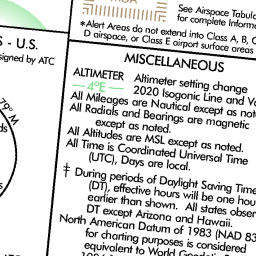 See Airspace Tabu
for complete Informa
*Alert Areas do not extend into Class A, B, C
D airspace, or Class E airport surface areas
S - U.S.
signed by ATC
MISCELLANEOUS
ALTIMETER Altimeter setting change
4°E 2020 Isogonic Line and Va
All Mileages are Nautical except as not
All Radials and Bearings are magnetic
except as noted.
All Altitudes are MSL except as noted.
All Time is Coordinated Universal Time
(UTC), Days are local.
‡ During periods of Daylight Saving Time
(DT), effective hours will be one hou
earlier than shown. All states obser
DT except Arizona and Hawaii.
North American Datum of 1983 (NAD 83
for charting purposes is considered
equivalent to World Geodetic S
79° M
ds
s